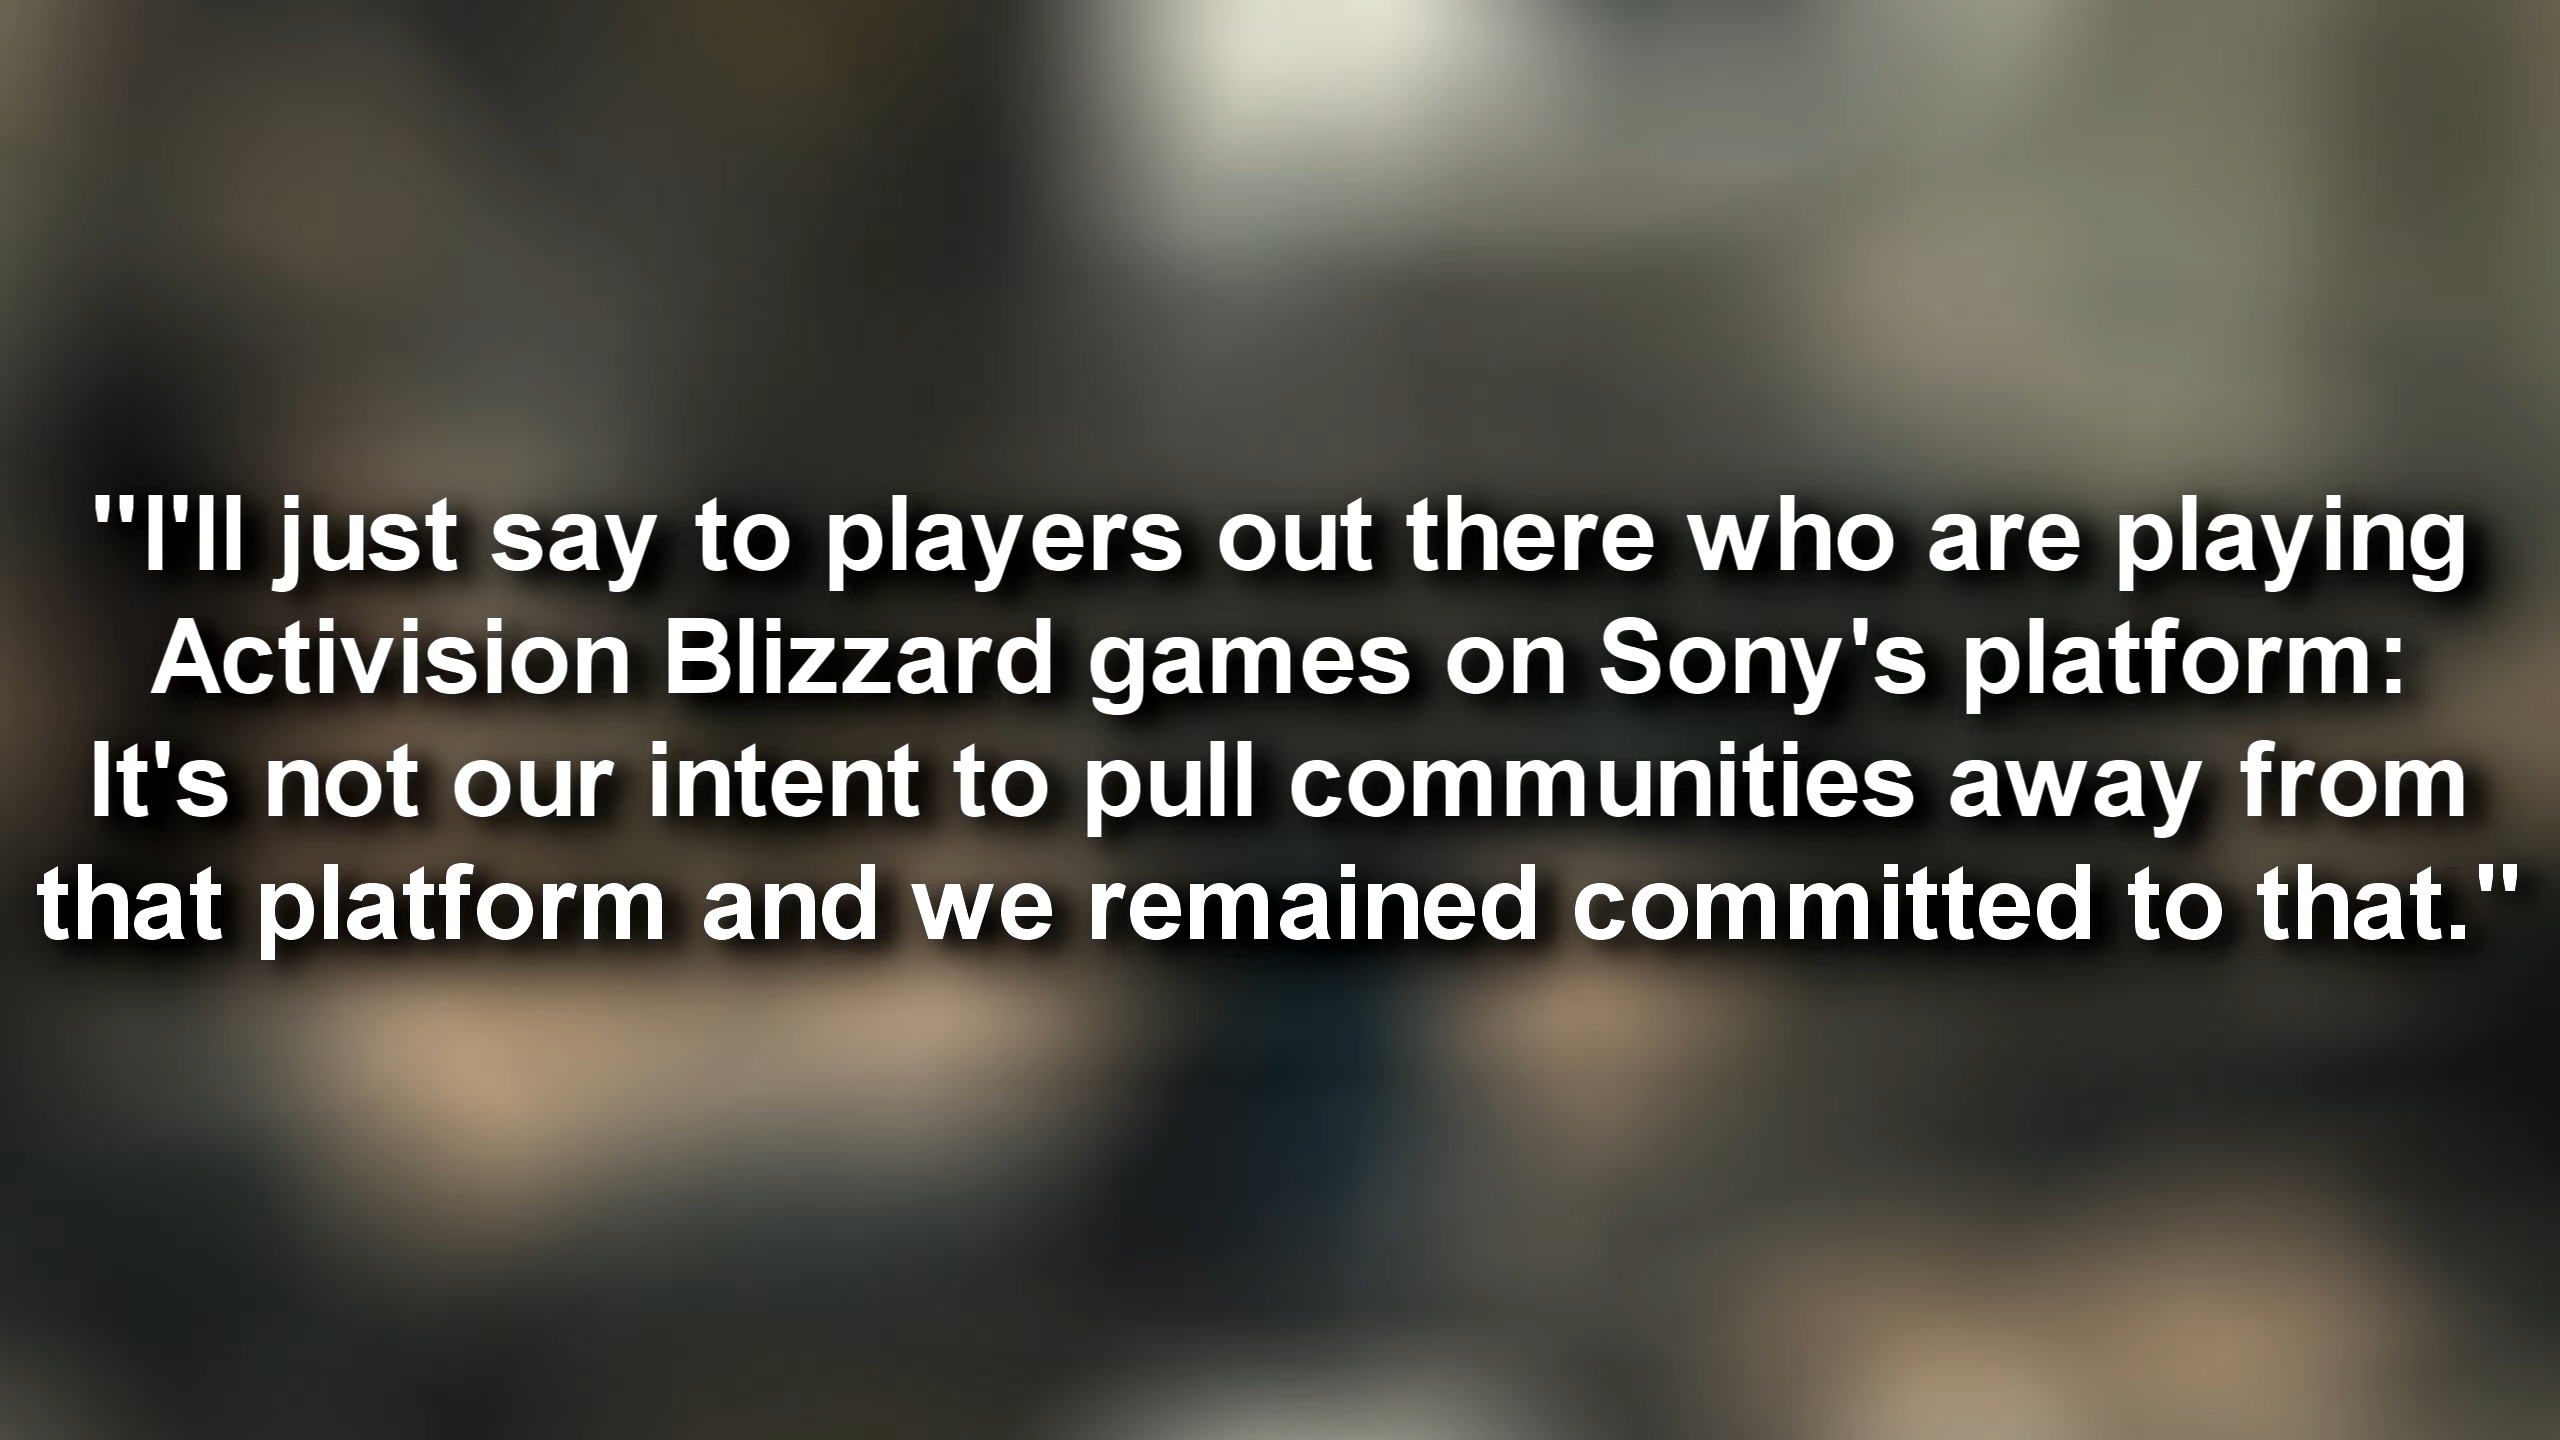 "I'll just say to players out there who are playing
Activision Blizzard games on Sony's platform:
It's not our intent to pull communities away from
that platform and we remained committed to that."